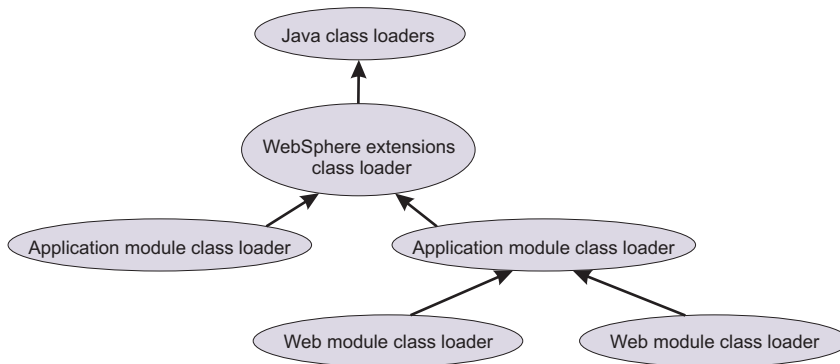 Java class loaders
WebSphere extensions
class loader
Application module class loader
Application module class loader
Web module class loader
Web module class loader